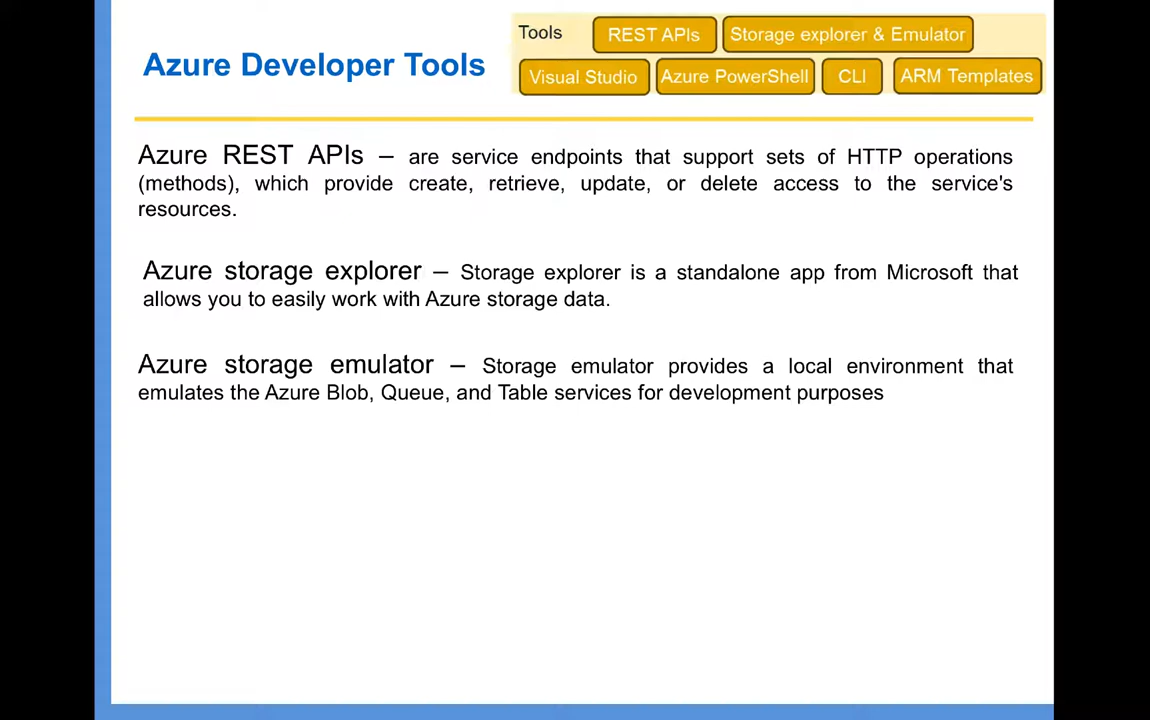 Azure Developer Tools
Tools
REST APIs
Storage explorer & Emulator
Visual Studio
Azure PowerShell
CLI
ARM Templates
Azure REST APIs – are service endpoints that support sets of HTTP operations
(methods), which provide create, retrieve, update, or delete access to the service's
resources.
Azure storage explorer – Storage explorer is a standalone app from Microsoft that
allows you to easily work with Azure storage data.
Azure storage emulator – Storage emulator provides a local environment that
emulates the Azure Blob, Queue, and Table services for development purposes